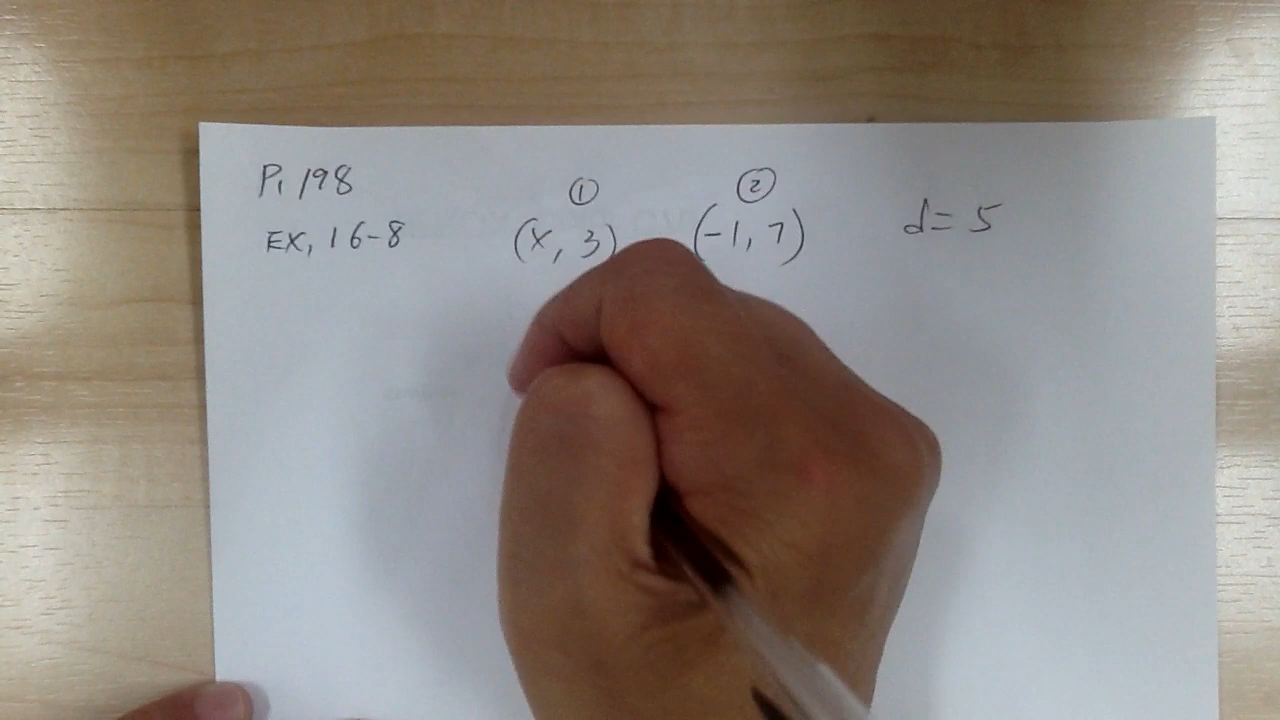 P. 198 ① ②
EX. 16-8 (x, 3) (-1, 7) d = 5